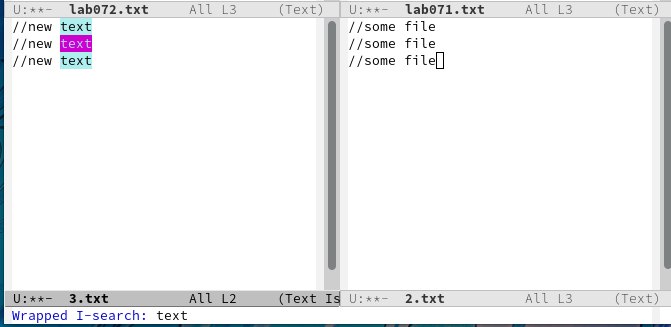 U:**- lab072.txt All L3 (Text)
//new text
//new text
//new text
U:**- 3.txt All L2 (Text Is
U:**- lab071.txt All L3 (Text)
//some file
//some file
//some file
U:**- 2.txt All L3 (Text)
Wrapped I-search: text